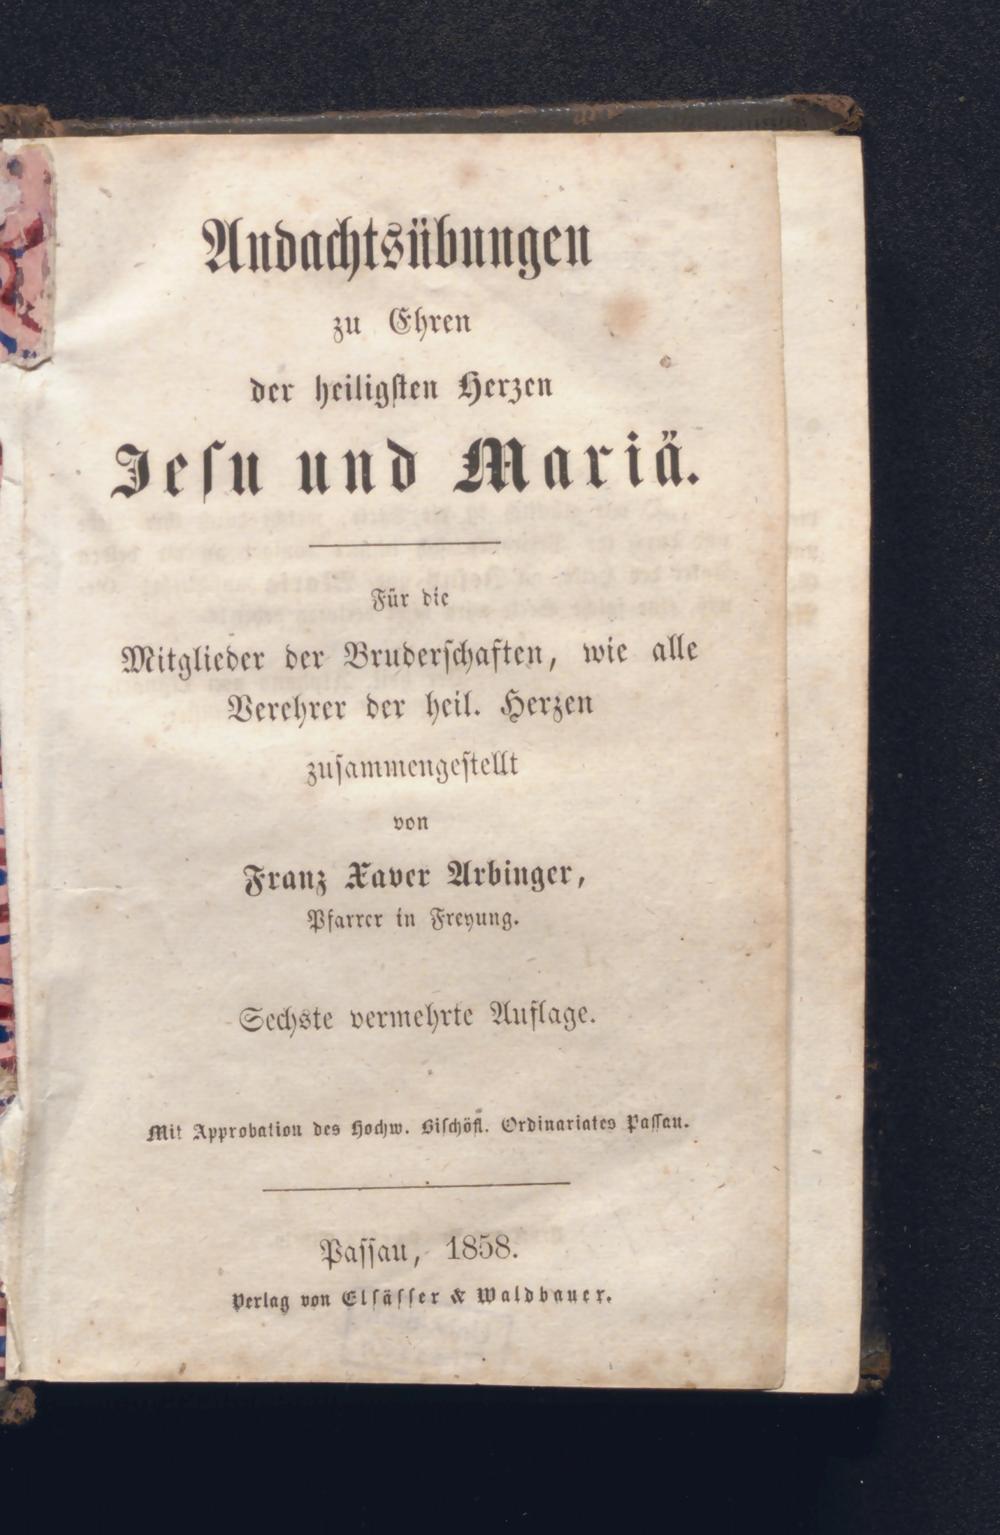 Andachtsübungen
zu Ehren
der heiligsten Herzen
Jeſu und Mariä.
Für die
Mitglieder der Bruderſchaften, wie alle
Verehrer der heil. Herzen
zuſammengeſtellt
von
Franz Xaver Arbinger,
Pfarrer in Freyung.
Sechste vermehrte Auflage.
Mit Approbation des Hochw. Biſchöfl. Ordinariates Paſſau.
Paſſau, 1858.
Verlag von Elſäſſer & Waldbauer.